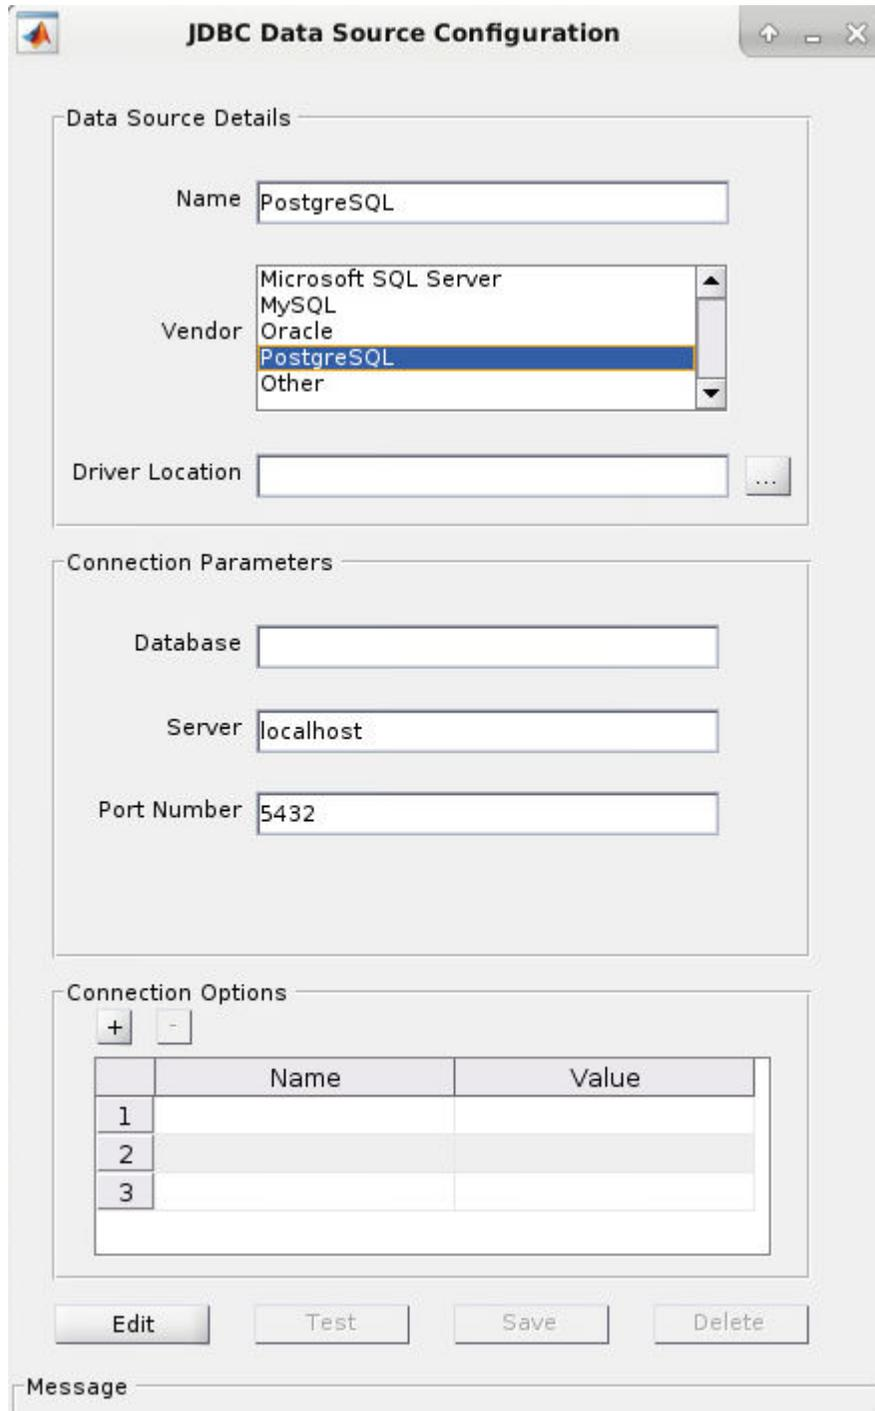 JDBC Data Source Configuration
Data Source Details
Name PostgreSQL
Vendor
Microsoft SQL Server
MySQL
Oracle
PostgreSQL
Other
Driver Location ...
Connection Parameters
Database
Server localhost
Port Number 5432
Connection Options
+ -
Name Value
1
2
3
Edit Test Save Delete
Message